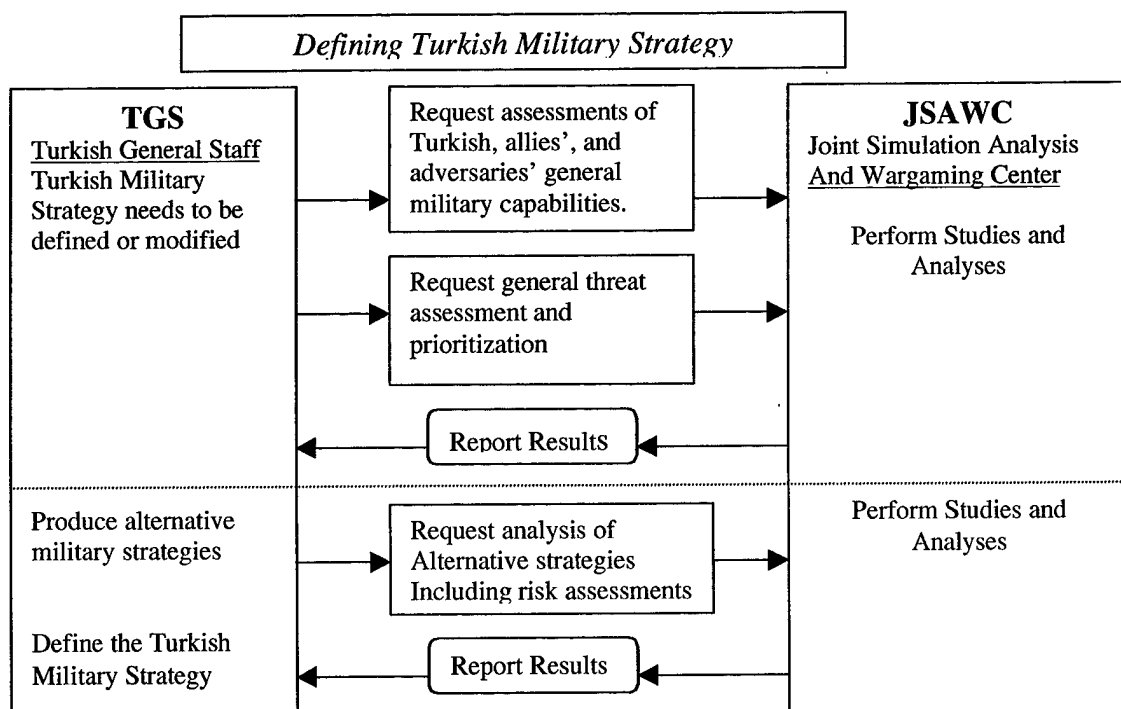 Defining Turkish Military Strategy
TGS
Turkish General Staff
Turkish Military
Strategy needs to be
defined or modified
Request assessments of
Turkish, allies’, and
adversaries’ general
military capabilities.
JSAWC
Joint Simulation Analysis
And Wargaming Center
Perform Studies and
Analyses
Request general threat
assessment and
prioritization
Report Results
Produce alternative
military strategies
Request analysis of
Alternative strategies
Including risk assessments
Perform Studies and
Analyses
Define the Turkish
Military Strategy
Report Results